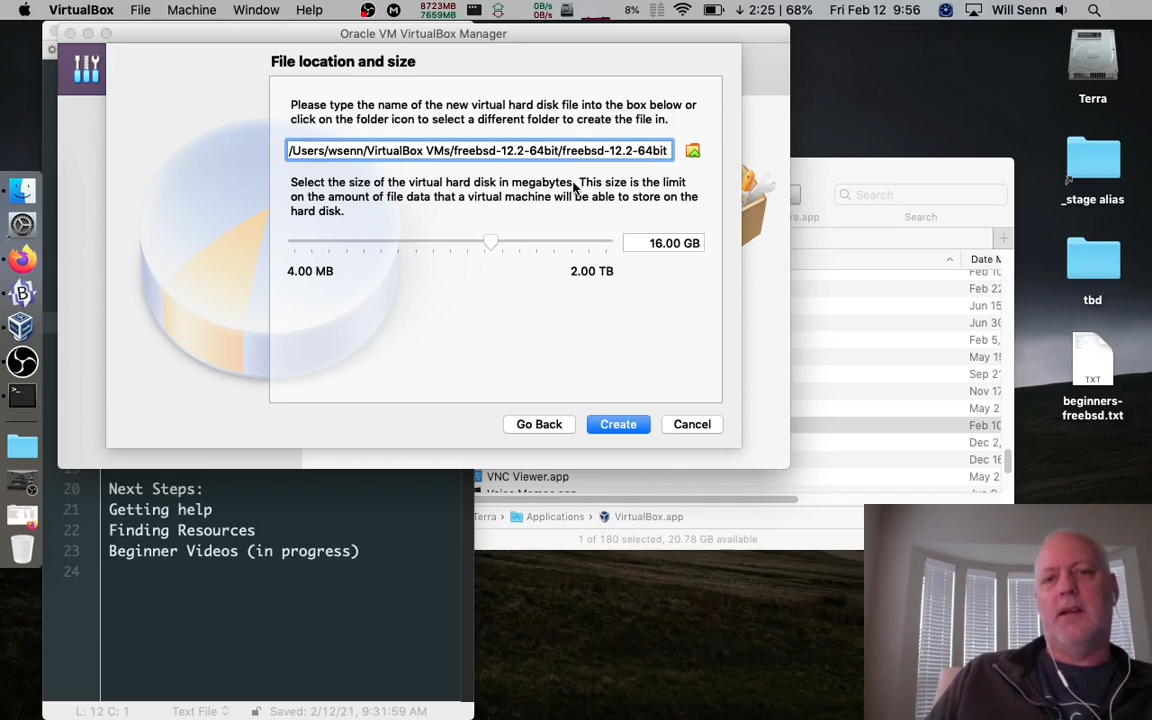 VirtualBox File Machine Window Help 8723MB 7659MB 0B/s 0B/s 8% ↓ 2:25 | 68% Fri Feb 12 9:56 Will Senn
Oracle VM VirtualBox Manager
File location and size
Please type the name of the new virtual hard disk file into the box below or
click on the folder icon to select a different folder to create the file in.
/Users/wsenn/VirtualBox VMs/freebsd-12.2-64bit/freebsd-12.2-64bit
Select the size of the virtual hard disk in megabytes. This size is the limit
on the amount of file data that a virtual machine will be able to store on the
hard disk.
16.00 GB
4.00 MB 2.00 TB
Go Back Create Cancel
Search
re.app Search
Date M
Feb 10
Feb 22
Jun 15
Jun 30
Feb 5,
May 15
Sep 21
Nov 17
May 2
Feb 10
Dec 2,
Dec 16
VNC Viewer.app May 2
Voice Memos.app
Terra › Applications › VirtualBox.app
1 of 180 selected, 20.78 GB available
20 Next Steps:
21 Getting help
22 Finding Resources
23 Beginner Videos (in progress)
24
L: 12 C: 1 Text File Saved: 2/12/21, 9:31:59 AM
Terra
_stage alias
tbd
TXT
beginners-
freebsd.txt